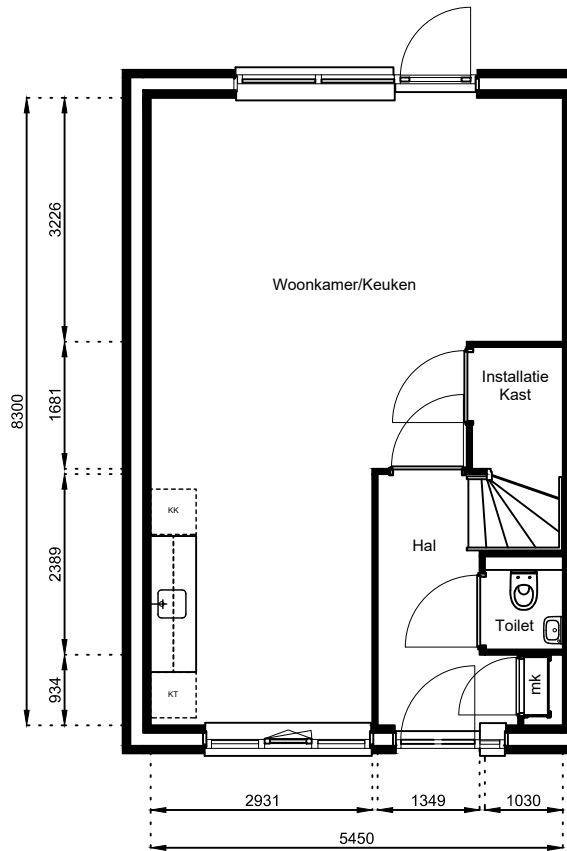 3226
Woonkamer/Keuken
Installatie
Kast
1681
8300
KK
Hal
2389
Toilet
934
KT
mk
2931
1349
1030
5450